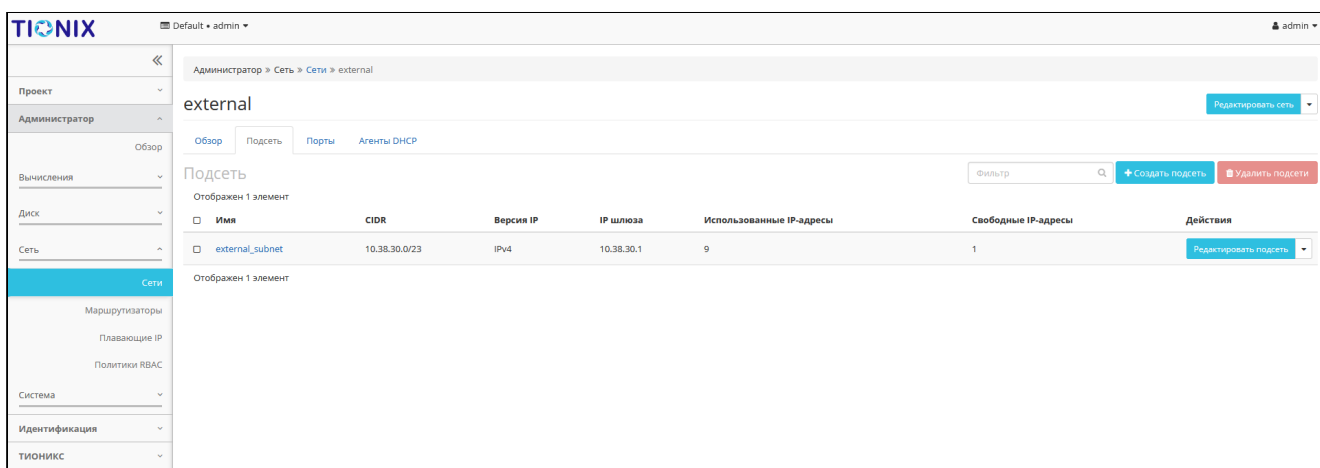 TIONIX
Default • admin
admin
Администратор » Сеть » Сети » external
Проект
Администратор
Обзор
Вычисления
Диск
Сеть
Сети
Маршрутизаторы
Плавающие IP
Политики RBAC
Система
Идентификация
ТИОНИКС
external
Редактировать сеть
Обзор Подсеть Порты Агенты DHCP
Подсеть
Фильтр
Создать подсеть
Удалить подсети
Отображен 1 элемент
Имя CIDR Версия IP IP шлюза Использованные IP-адресы Свободные IP-адресы Действия
external_subnet 10.38.30.0/23 IPv4 10.38.30.1 9 1 Редактировать подсеть
Отображен 1 элемент